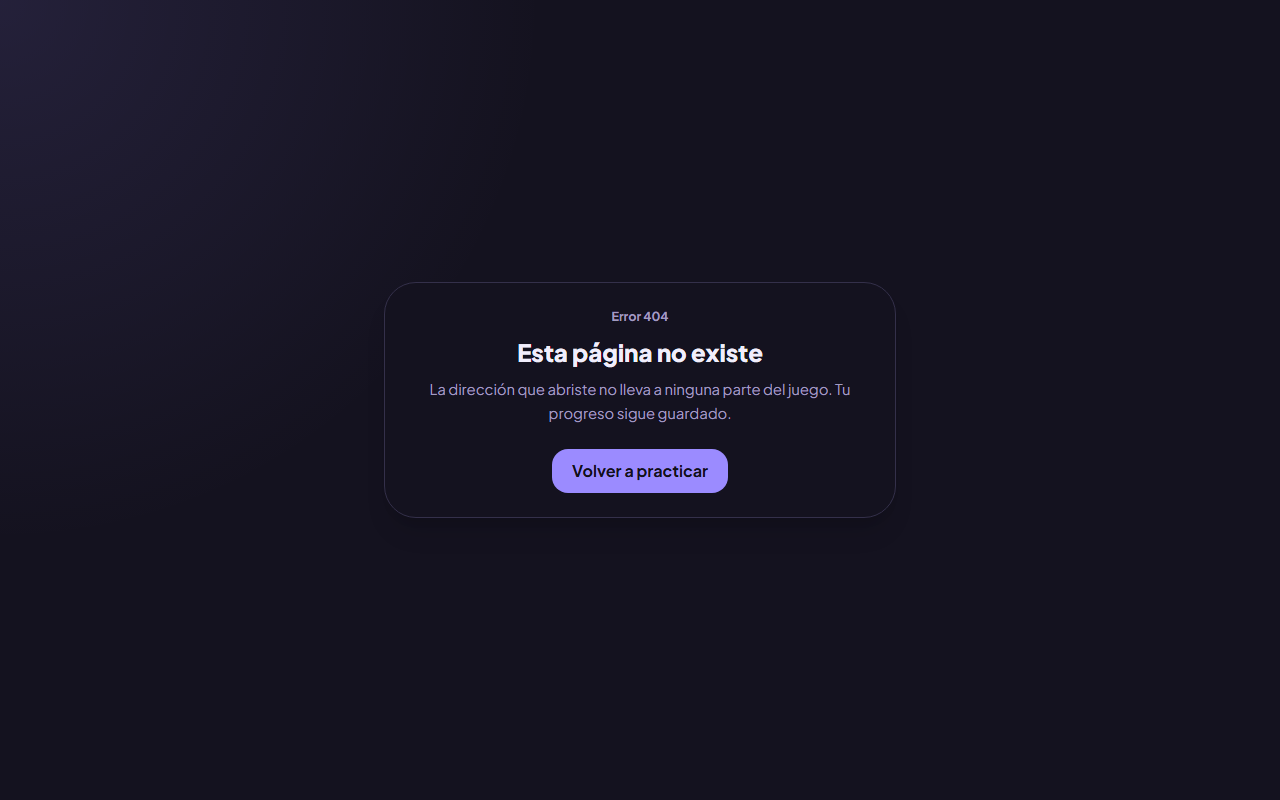 Error 404
Esta página no existe
La dirección que abriste no lleva a ninguna parte del juego. Tu
progreso sigue guardado.
Volver a practicar